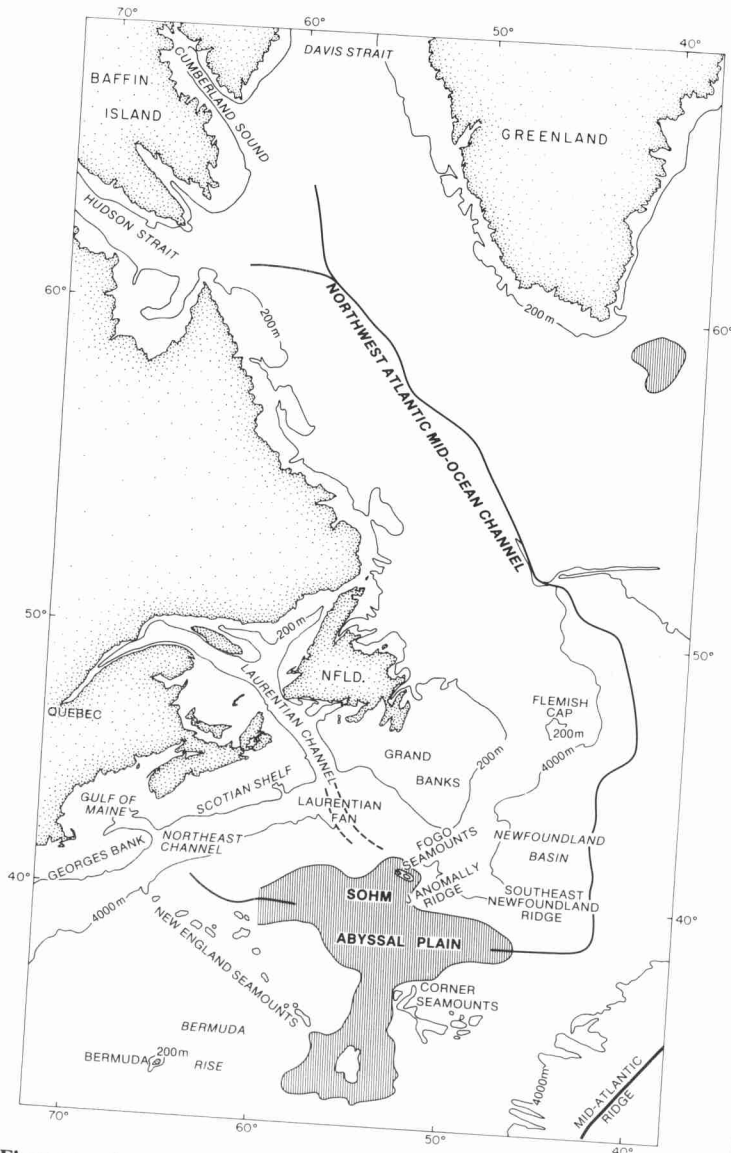 70°
60°
50°
40°
DAVIS STRAIT
BAFFIN
ISLAND
CUMBERLAND SOUND
GREENLAND
HUDSON STRAIT
60°
200m
200m
60°
NORTHWEST ATLANTIC MID-OCEAN CHANNEL
50°
200m
50°
NFLD.
LAURENTIAN CHANNEL
QUEBEC
FLEMISH
CAP
200m
GRAND
BANKS
200m
4000m
SCOTIAN SHELF
GULF OF
MAINE
LAURENTIAN
FAN
NORTHEAST
CHANNEL
GEORGES BANK
FOGO
SEAMOUNTS
NEWFOUNDLAND
BASIN
40°
J ANOMALLY
RIDGE
SOUTHEAST
NEWFOUNDLAND
RIDGE
SOHM
ABYSSAL PLAIN
4000m
40°
NEW ENGLAND SEAMOUNTS
CORNER
SEAMOUNTS
BERMUDA
RISE
BERMUDA
200m
4000m
MID-ATLANTIC
RIDGE
70°
60°
50°
40°